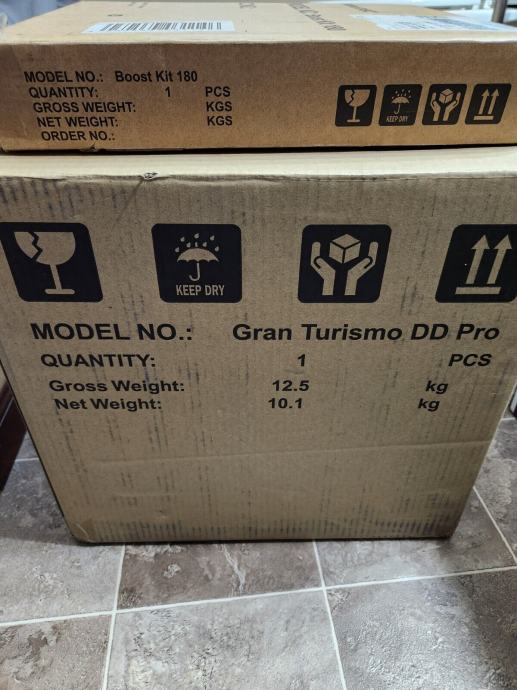 MODEL NO.: Boost Kit 180
QUANTITY: 1 PCS
GROSS WEIGHT: KGS
NET WEIGHT: KGS
ORDER NO.:
KEEP DRY
KEEP DRY
MODEL NO.: Gran Turismo DD Pro
QUANTITY: 1 PCS
Gross Weight: 12.5 kg
Net Weight: 10.1 kg